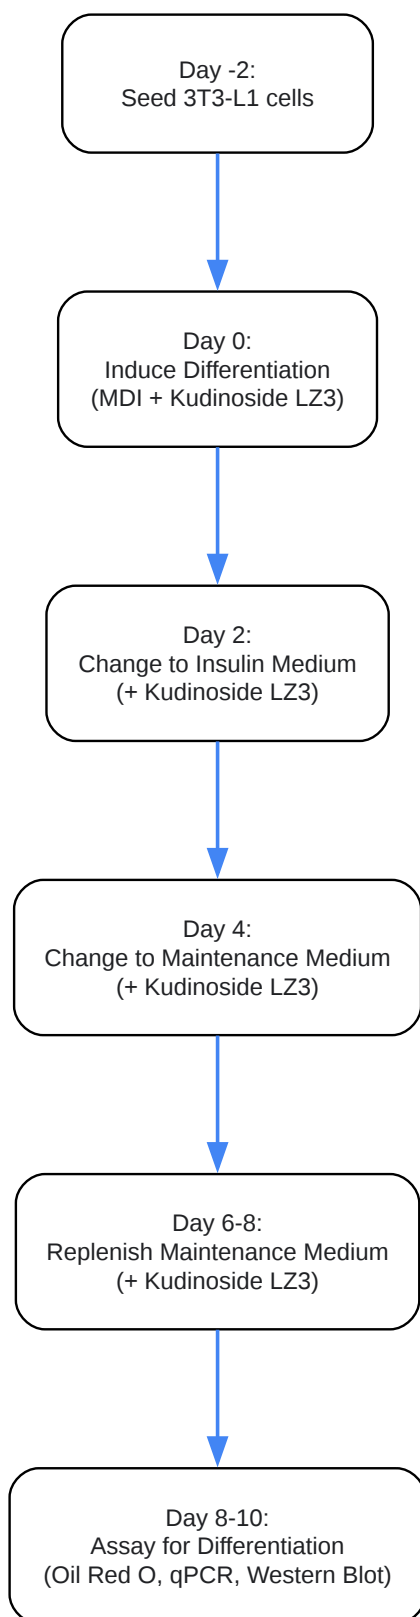 Day -2:
Seed 3T3-L1 cells
Day 0:
Induce Differentiation
(MDI + Kudinoside LZ3)
Day 2:
Change to Insulin Medium
(+ Kudinoside LZ3)
Day 4:
Change to Maintenance Medium
(+ Kudinoside LZ3)
Day 6-8:
Replenish Maintenance Medium
(+ Kudinoside LZ3)
Day 8-10:
Assay for Differentiation
(Oil Red O, qPCR, Western Blot)